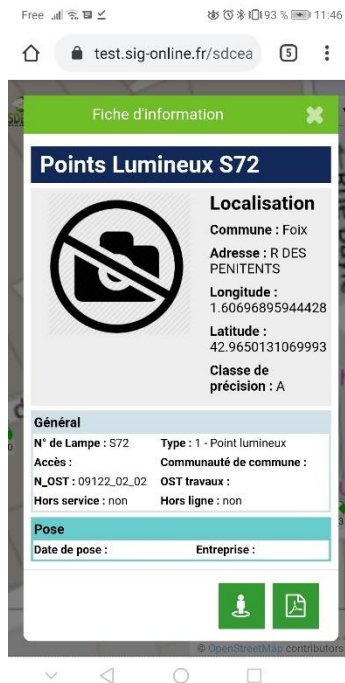 Free 93 % 11:46
test.sig-online.fr/sdcea 5
Fiche d'information
Points Lumineux S72
Localisation
Commune : Foix
Adresse : R DES
PENITENTS
Longitude :
1.60696895944428
Latitude :
42.9650131069993
Classe de
précision : A
Général
N° de Lampe : S72 Type : 1 - Point lumineux
Accès : Communauté de commune :
N_OST : 09122_02_02 OST travaux :
Hors service : non Hors ligne : non
Pose
Date de pose : Entreprise :
© OpenStreetMap contributors